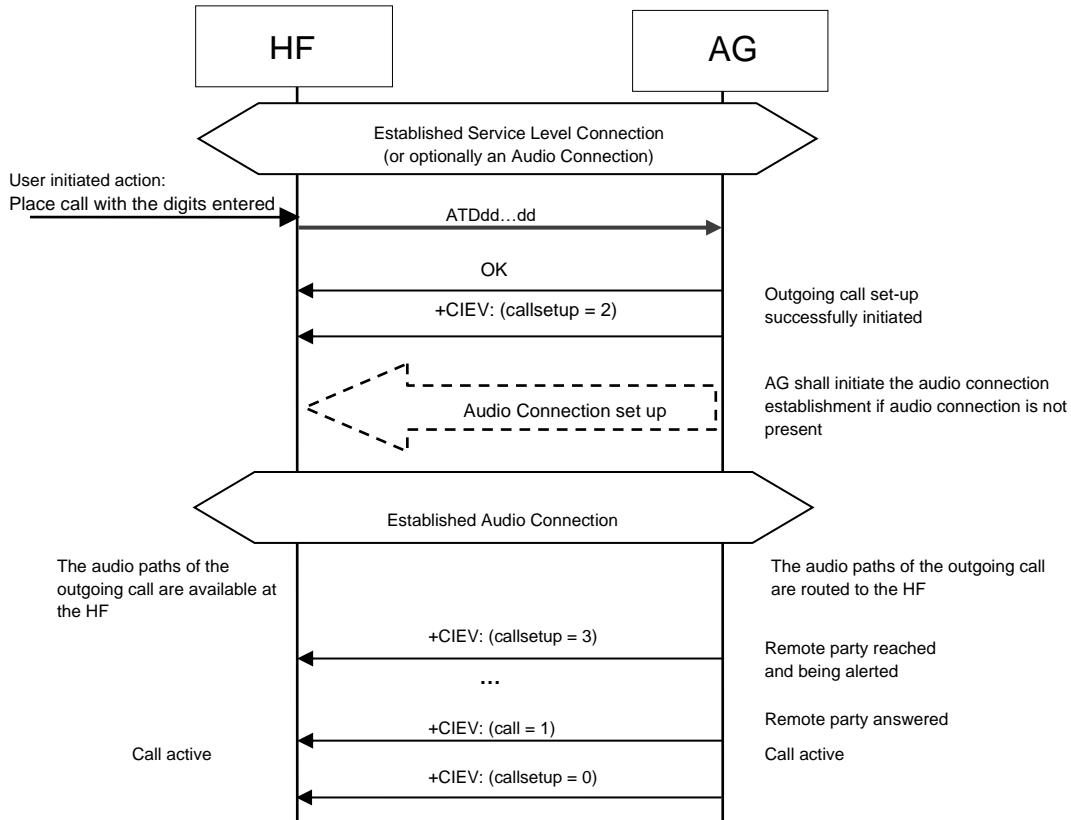 HF
AG
Established Service Level Connection
(or optionally an Audio Connection)
User initiated action:
Place call with the digits entered
ATDdd…dd
OK
+CIEV: (callsetup = 2)
Outgoing call set-up
successfully initiated
Audio Connection set up
AG shall initiate the audio connection
establishment if audio connection is not
present
Established Audio Connection
The audio paths of the
outgoing call are available at
the HF
The audio paths of the outgoing call
are routed to the HF
+CIEV: (callsetup = 3)
Remote party reached
and being alerted
…
+CIEV: (call = 1)
Remote party answered
Call active
Call active
+CIEV: (callsetup = 0)